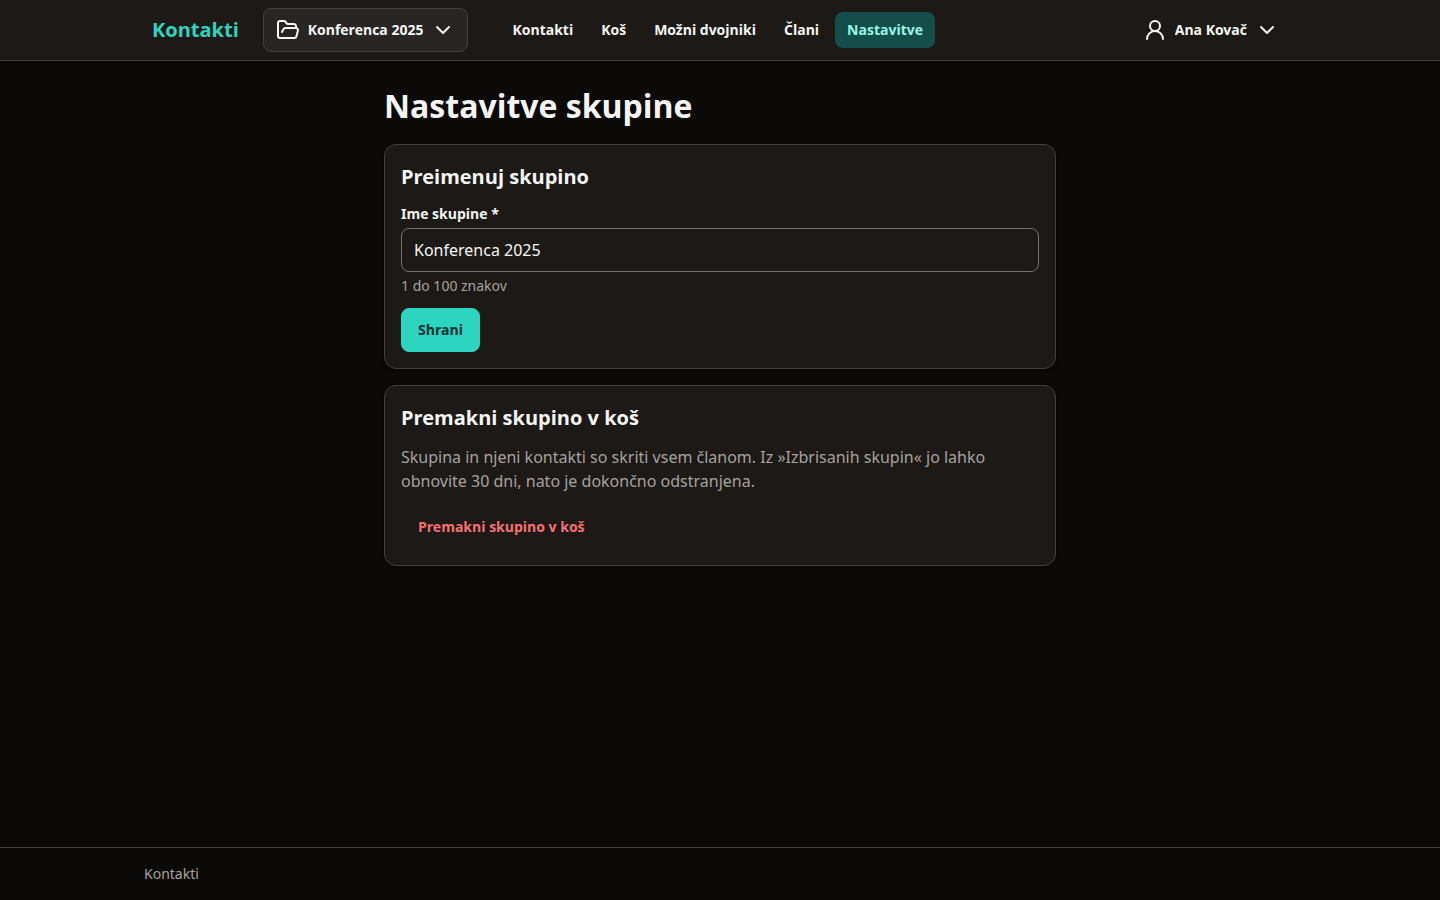 Kontakti
Konferenca 2025
Kontakti
Koš
Možni dvojniki
Člani
Nastavitve
Ana Kovač
Nastavitve skupine
Preimenuj skupino
Ime skupine *
Konferenca 2025
1 do 100 znakov
Shrani
Premakni skupino v koš
Skupina in njeni kontakti so skriti vsem članom. Iz »Izbrisanih skupin« jo lahko
obnovite 30 dni, nato je dokončno odstranjena.
Premakni skupino v koš
Kontakti